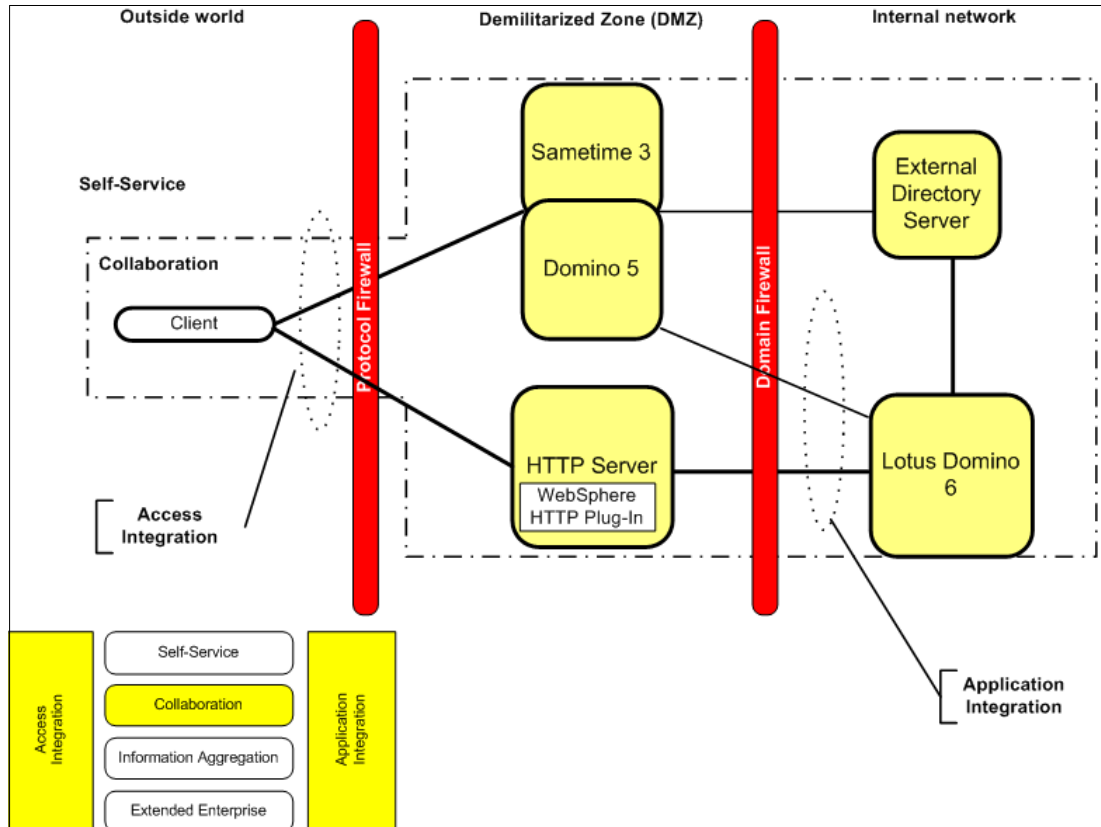 Outside world
Demilitarized Zone (DMZ)
Internal network
Self-Service
Collaboration
Client
Protocol Firewall
Sametime 3
Domino 5
HTTP Server
WebSphere
HTTP Plug-In
Domain Firewall
External
Directory
Server
Lotus Domino
6
Access
Integration
Application
Integration
Access
Integration
Self-Service
Collaboration
Information Aggregation
Extended Enterprise
Application
Integration